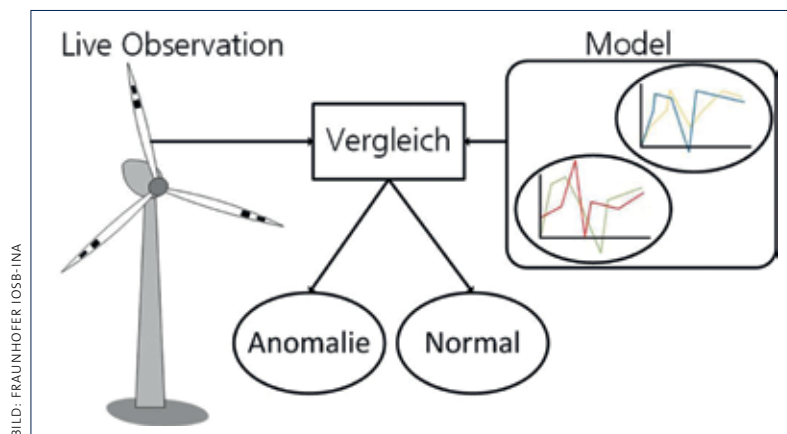 Live Observation
Model
Vergleich
Anomalie
Normal
BILD: FRAUNHOFER IOSB-INA